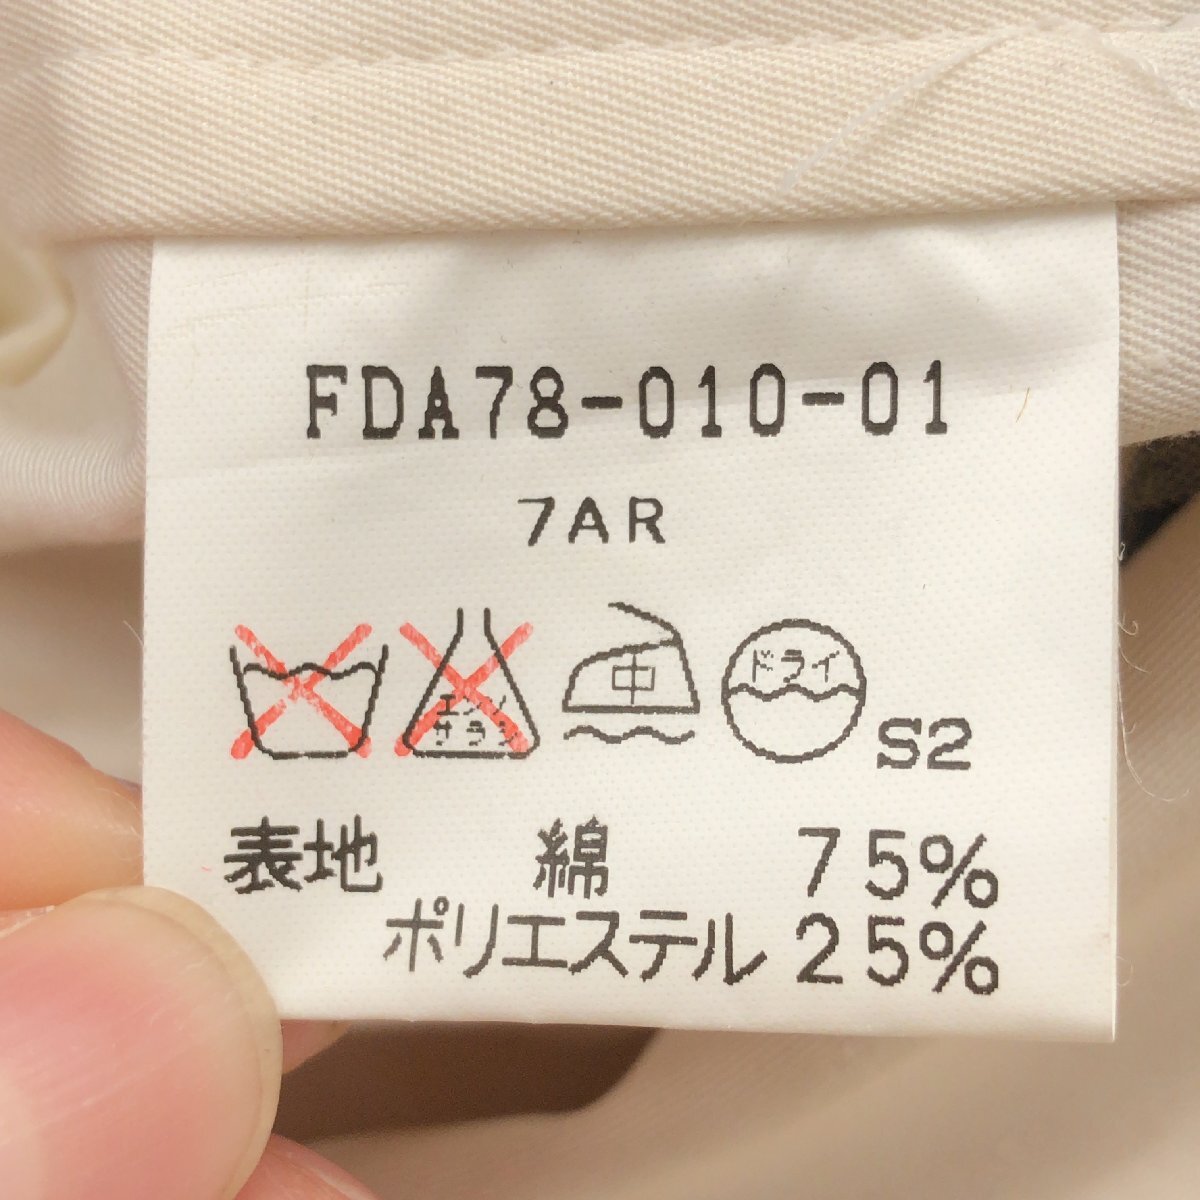 FDA78-010-01
7AR
エンソ
サラシ
中
ドライ
S2
表地 綿 75%
ポリエステル 25%